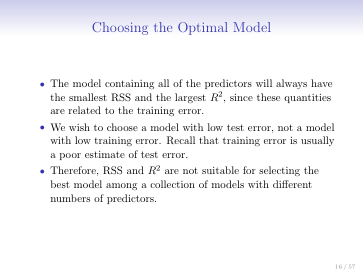 Choosing the Optimal Model
• The model containing all of the predictors will always have
the smallest RSS and the largest R², since these quantities
are related to the training error.
• We wish to choose a model with low test error, not a model
with low training error. Recall that training error is usually
a poor estimate of test error.
• Therefore, RSS and R² are not suitable for selecting the
best model among a collection of models with different
numbers of predictors.
16 / 57